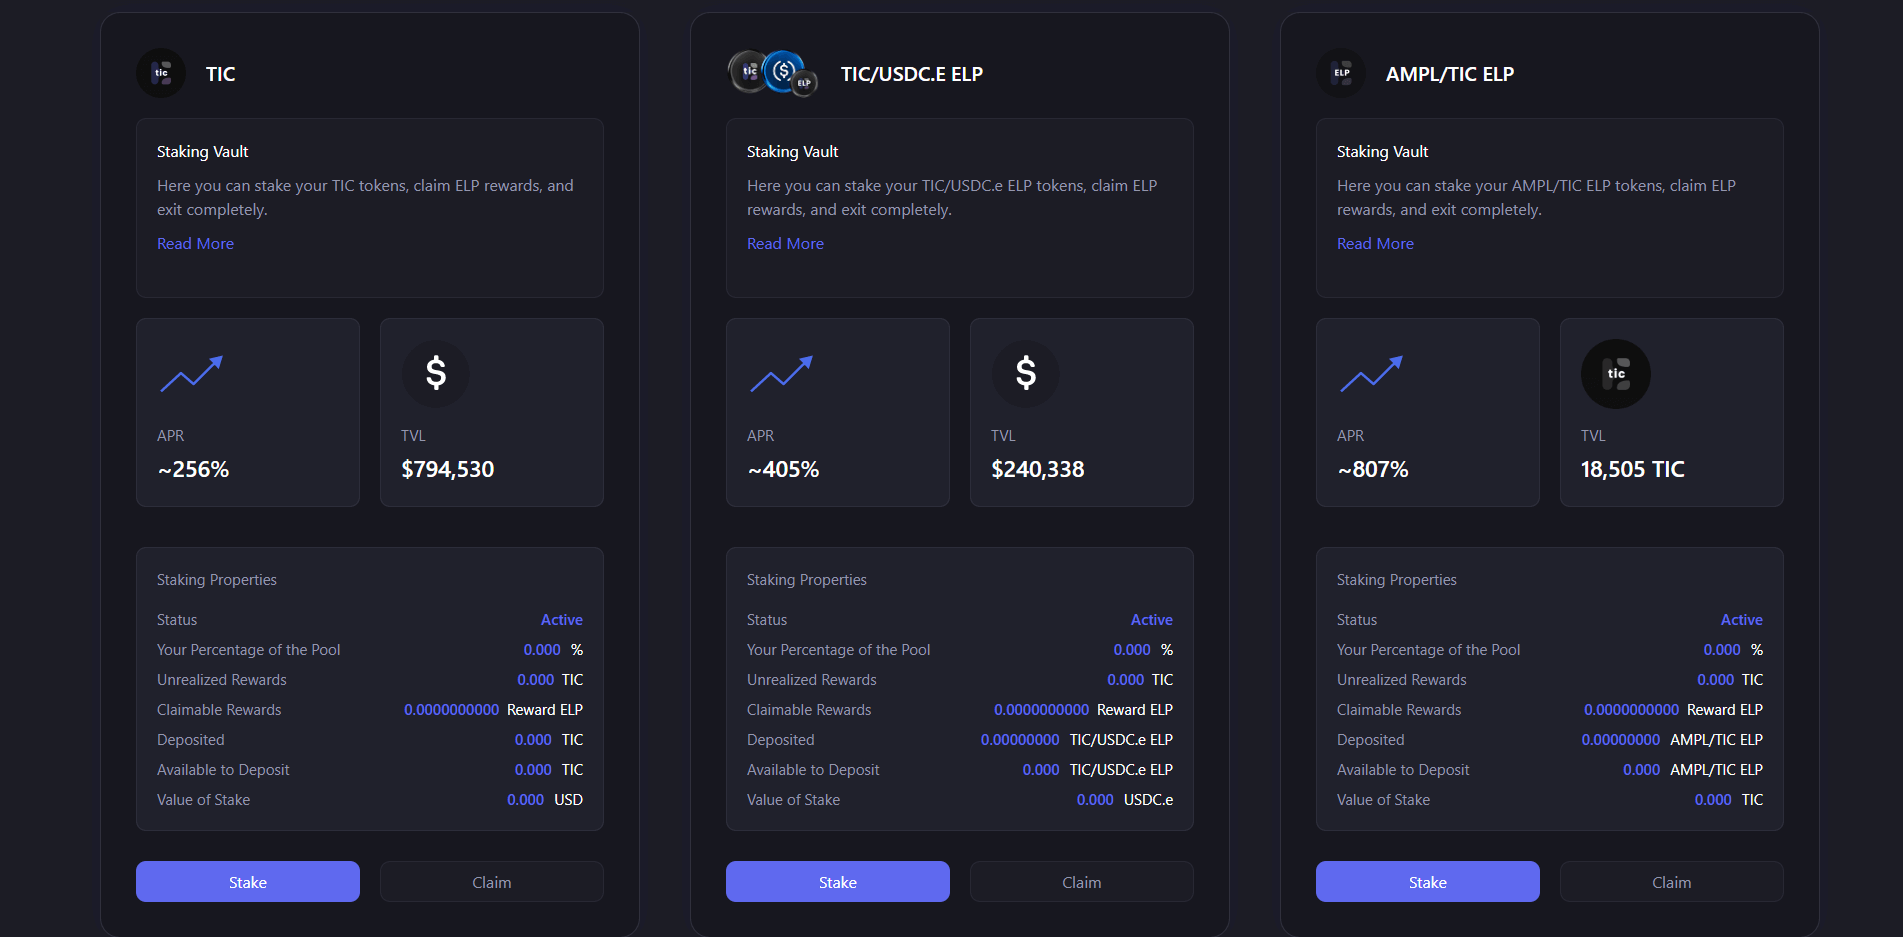 tic TIC
Staking Vault
Here you can stake your TIC tokens, claim ELP rewards, and
exit completely.
Read More
APR
~256%
$
TVL
$794,530
Staking Properties
Status Active
Your Percentage of the Pool 0.000 %
Unrealized Rewards 0.000 TIC
Claimable Rewards 0.0000000000 Reward ELP
Deposited 0.000 TIC
Available to Deposit 0.000 TIC
Value of Stake 0.000 USD
Stake Claim
tic $ ELP TIC/USDC.E ELP
Staking Vault
Here you can stake your TIC/USDC.e ELP tokens, claim ELP
rewards, and exit completely.
Read More
APR
~405%
$
TVL
$240,338
Staking Properties
Status Active
Your Percentage of the Pool 0.000 %
Unrealized Rewards 0.000 TIC
Claimable Rewards 0.0000000000 Reward ELP
Deposited 0.00000000 TIC/USDC.e ELP
Available to Deposit 0.000 TIC/USDC.e ELP
Value of Stake 0.000 USDC.e
Stake Claim
ELP AMPL/TIC ELP
Staking Vault
Here you can stake your AMPL/TIC ELP tokens, claim ELP
rewards, and exit completely.
Read More
APR
~807%
tic
TVL
18,505 TIC
Staking Properties
Status Active
Your Percentage of the Pool 0.000 %
Unrealized Rewards 0.000 TIC
Claimable Rewards 0.0000000000 Reward ELP
Deposited 0.00000000 AMPL/TIC ELP
Available to Deposit 0.000 AMPL/TIC ELP
Value of Stake 0.000 TIC
Stake Claim